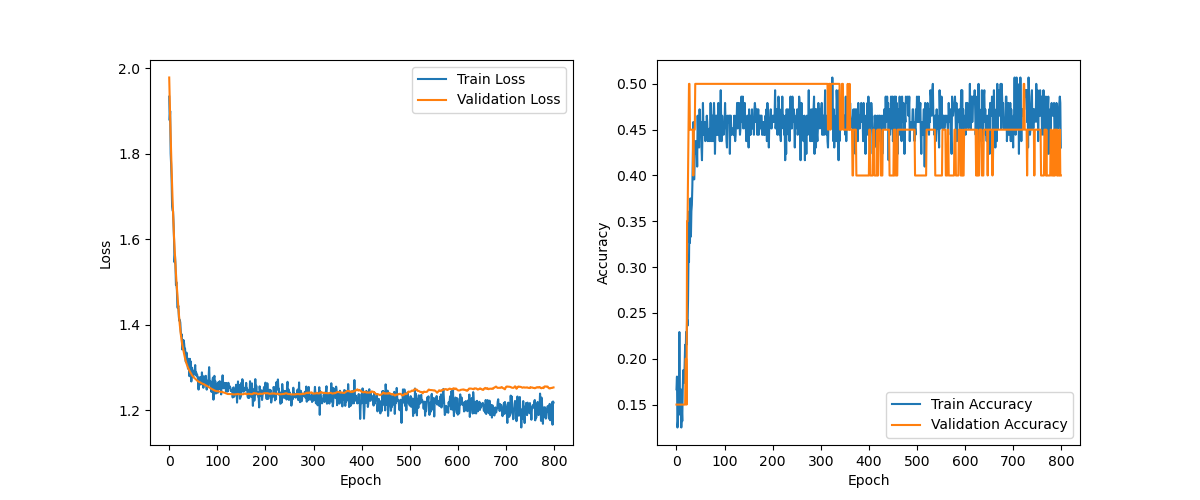 2.0
1.8
1.6
1.4
1.2
Loss
0 100 200 300 400 500 600 700 800
Epoch
Train Loss
Validation Loss
0.50
0.45
0.40
0.35
0.30
0.25
0.20
0.15
Accuracy
0 100 200 300 400 500 600 700 800
Epoch
Train Accuracy
Validation Accuracy